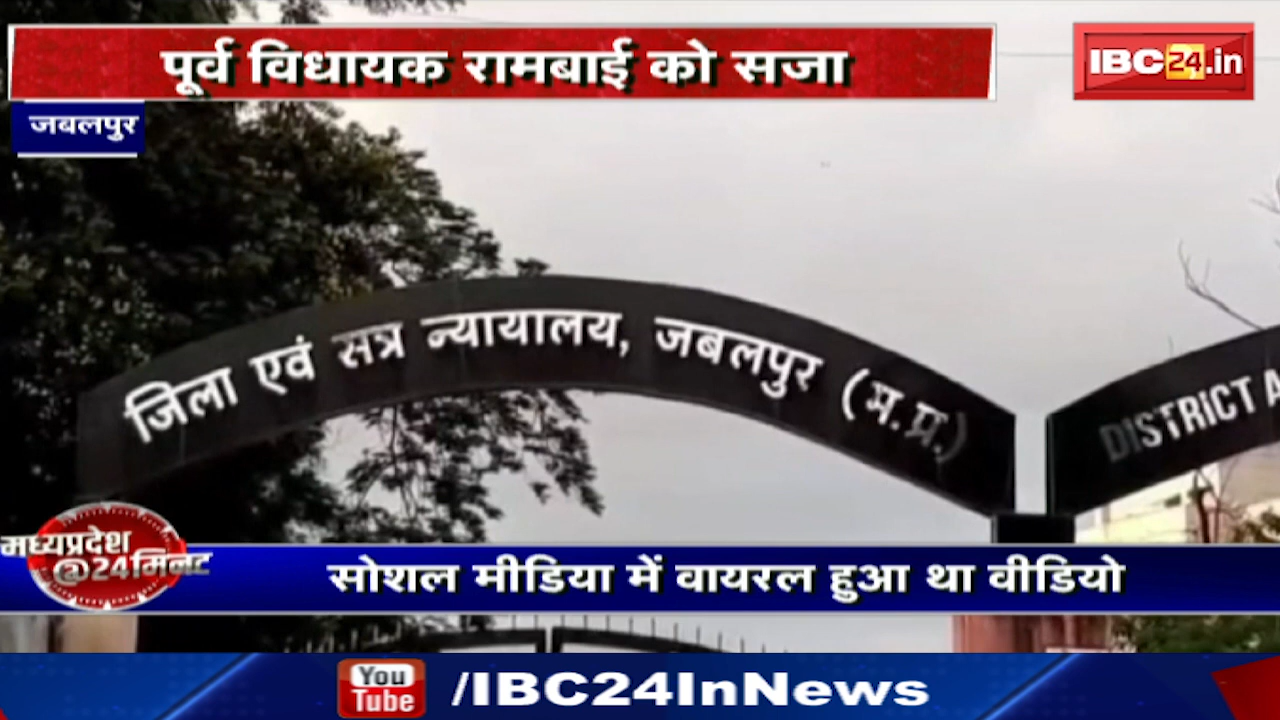 पूर्व विधायक रामबाई को सजा
IBC24.in
जबलपुर
जिला एवं सत्र न्यायालय, जबलपुर (म.प्र.)
DISTRICT A
मध्यप्रदेश
@24मिनट
सोशल मीडिया में वायरल हुआ था वीडियो
You
Tube
/IBC24InNews